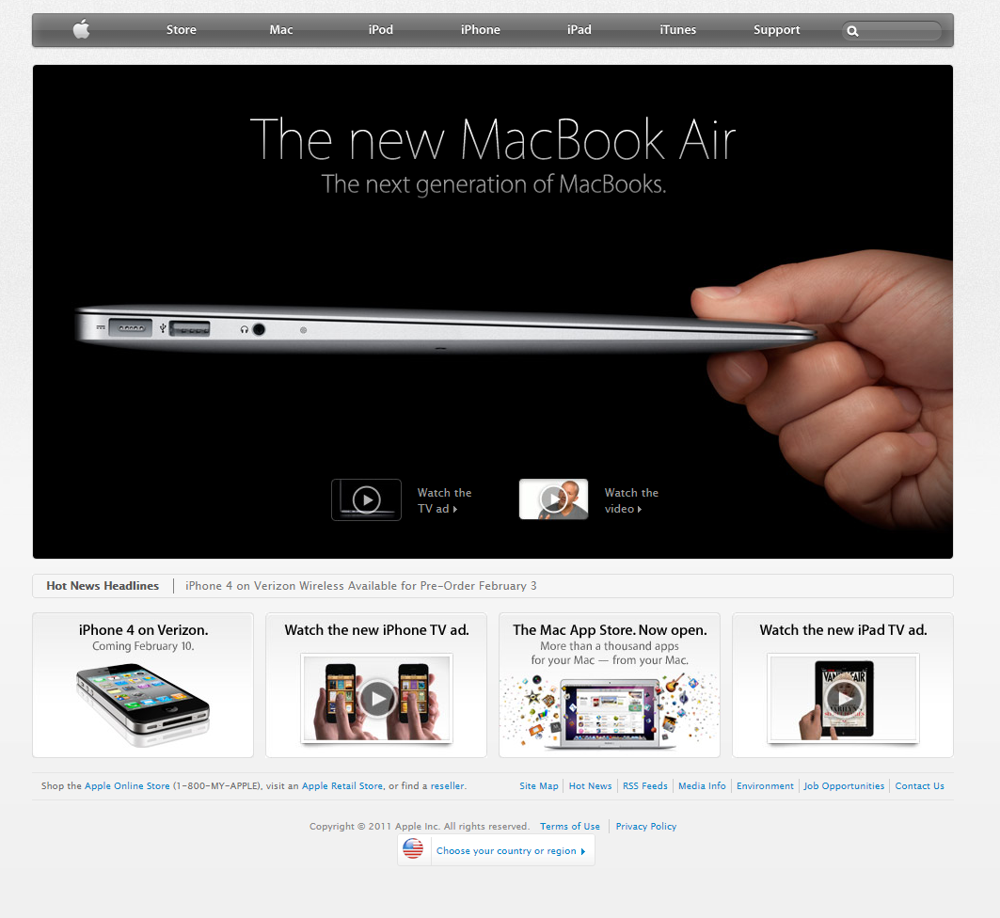 Store Mac iPod iPhone iPad iTunes Support
The new MacBook Air
The next generation of MacBooks.
Watch the
TV ad
Watch the
video
Hot News Headlines iPhone 4 on Verizon Wireless Available for Pre-Order February 3
iPhone 4 on Verizon.
Coming February 10.
Watch the new iPhone TV ad.
The Mac App Store. Now open.
More than a thousand apps
for your Mac — from your Mac.
Watch the new iPad TV ad.
Shop the Apple Online Store (1-800-MY-APPLE), visit an Apple Retail Store, or find a reseller.
Site Map Hot News RSS Feeds Media Info Environment Job Opportunities Contact Us
Copyright © 2011 Apple Inc. All rights reserved. Terms of Use Privacy Policy
Choose your country or region